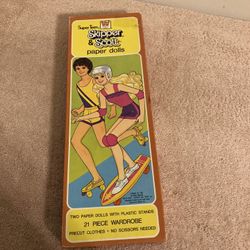 Super Teen
Skipper
& Scott
paper dolls
TWO PAPER DOLLS WITH PLASTIC STANDS
21 PIECE WARDROBE
PRECUT CLOTHES • NO SCISSORS NEEDED